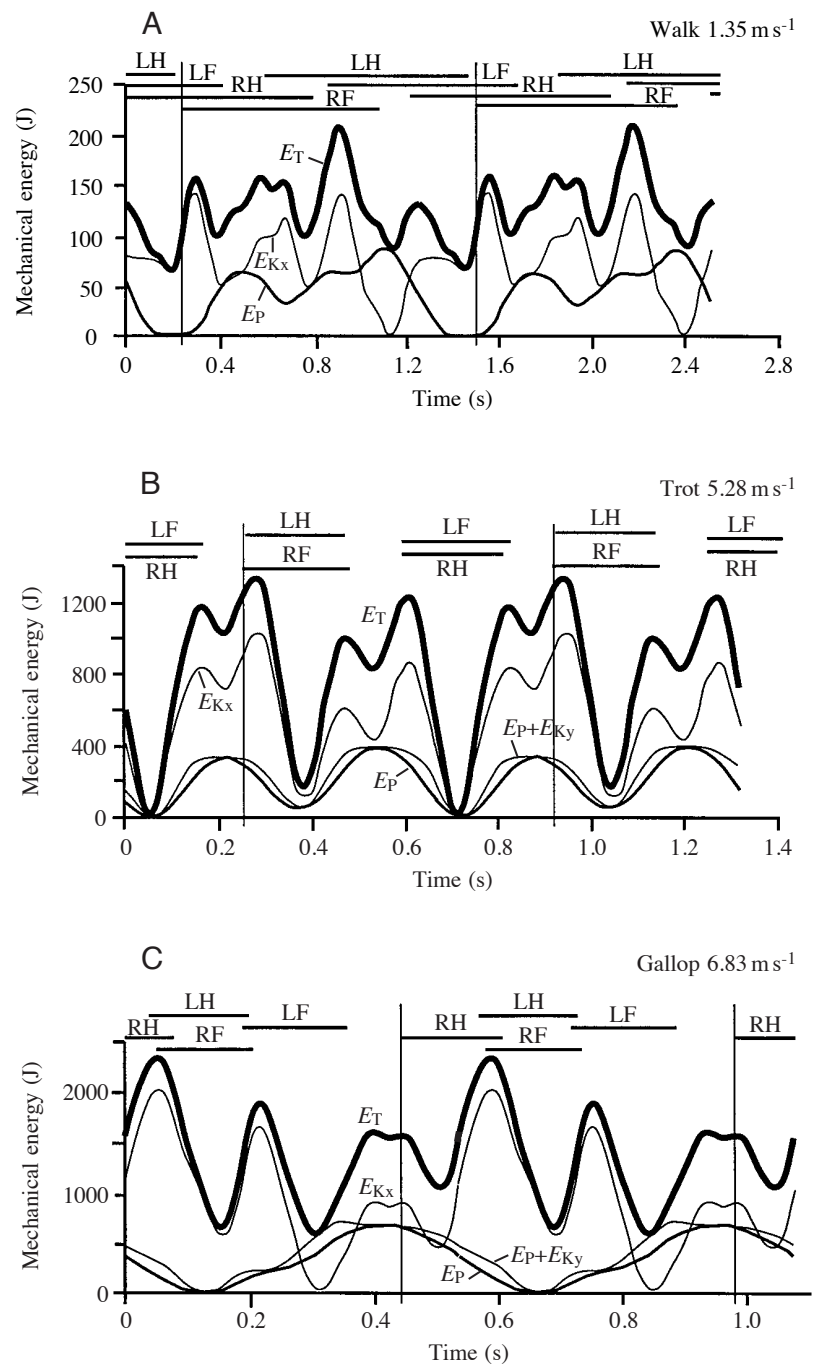 A
Walk 1.35 m s-1
LH LH LH
LF LF
RH RH
RF RF
250
200
150
100
50
0
Mechanical energy (J)
ET
EKx
EP
0 0.4 0.8 1.2 1.6 2.0 2.4 2.8
Time (s)
B
Trot 5.28 m s-1
LF LH LF LH LF
RH RF RH RF RH
1200
800
400
0
Mechanical energy (J)
ET
EKx
EP+EKy
EP
0 0.2 0.4 0.6 0.8 1.0 1.2 1.4
Time (s)
C
Gallop 6.83 m s-1
LH LF LH LF
RH RF RH RF RH
2000
1000
0
Mechanical energy (J)
ET
EKx
EP+EKy
EP
0 0.2 0.4 0.6 0.8 1.0
Time (s)